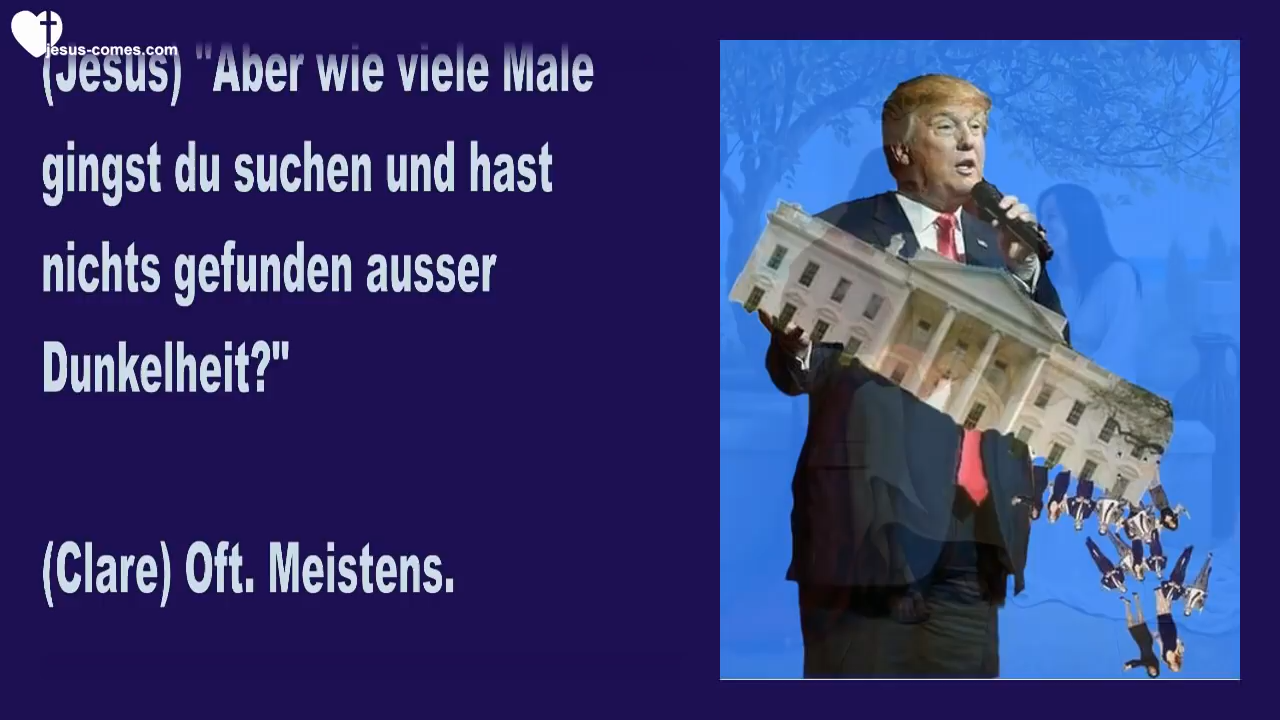 jesus-comes.com
(Jesus) "Aber wie viele Male
gingst du suchen und hast
nichts gefunden ausser
Dunkelheit?"
(Clare) Oft. Meistens.